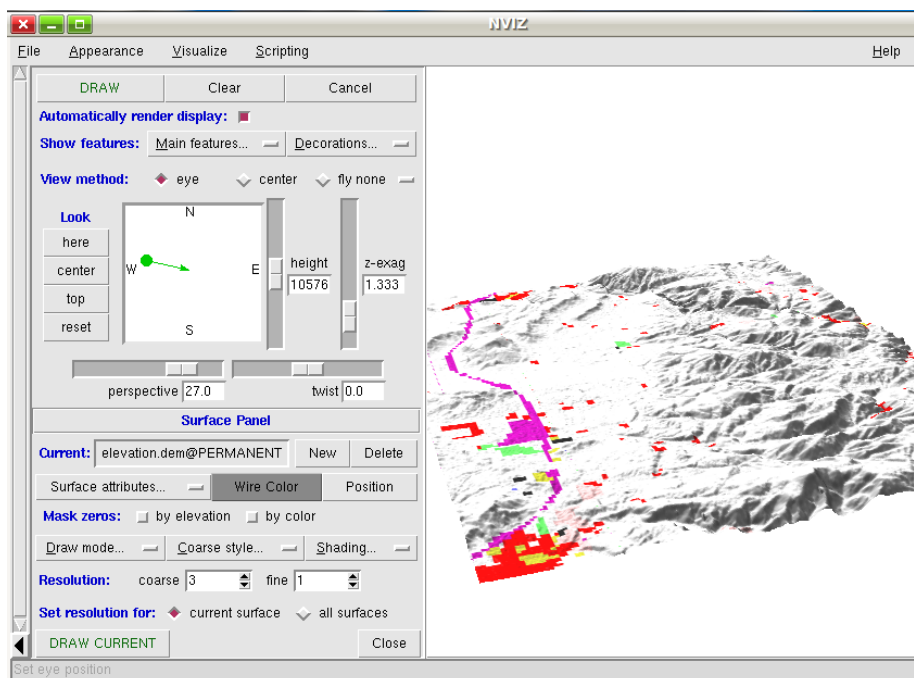 NVIZ
File Appearance Visualize Scripting Help
DRAW Clear Cancel
Automatically render display:
Show features: Main features... Decorations...
View method: eye center fly none
Look
here
center
top
reset
N
W E
S
height
10576
z-exag
1.333
perspective 27.0 twist 0.0
Surface Panel
Current: elevation.dem@PERMANENT New Delete
Surface attributes... Wire Color Position
Mask zeros: by elevation by color
Draw mode... Coarse style... Shading...
Resolution: coarse 3 fine 1
Set resolution for: current surface all surfaces
DRAW CURRENT Close
Set eye position